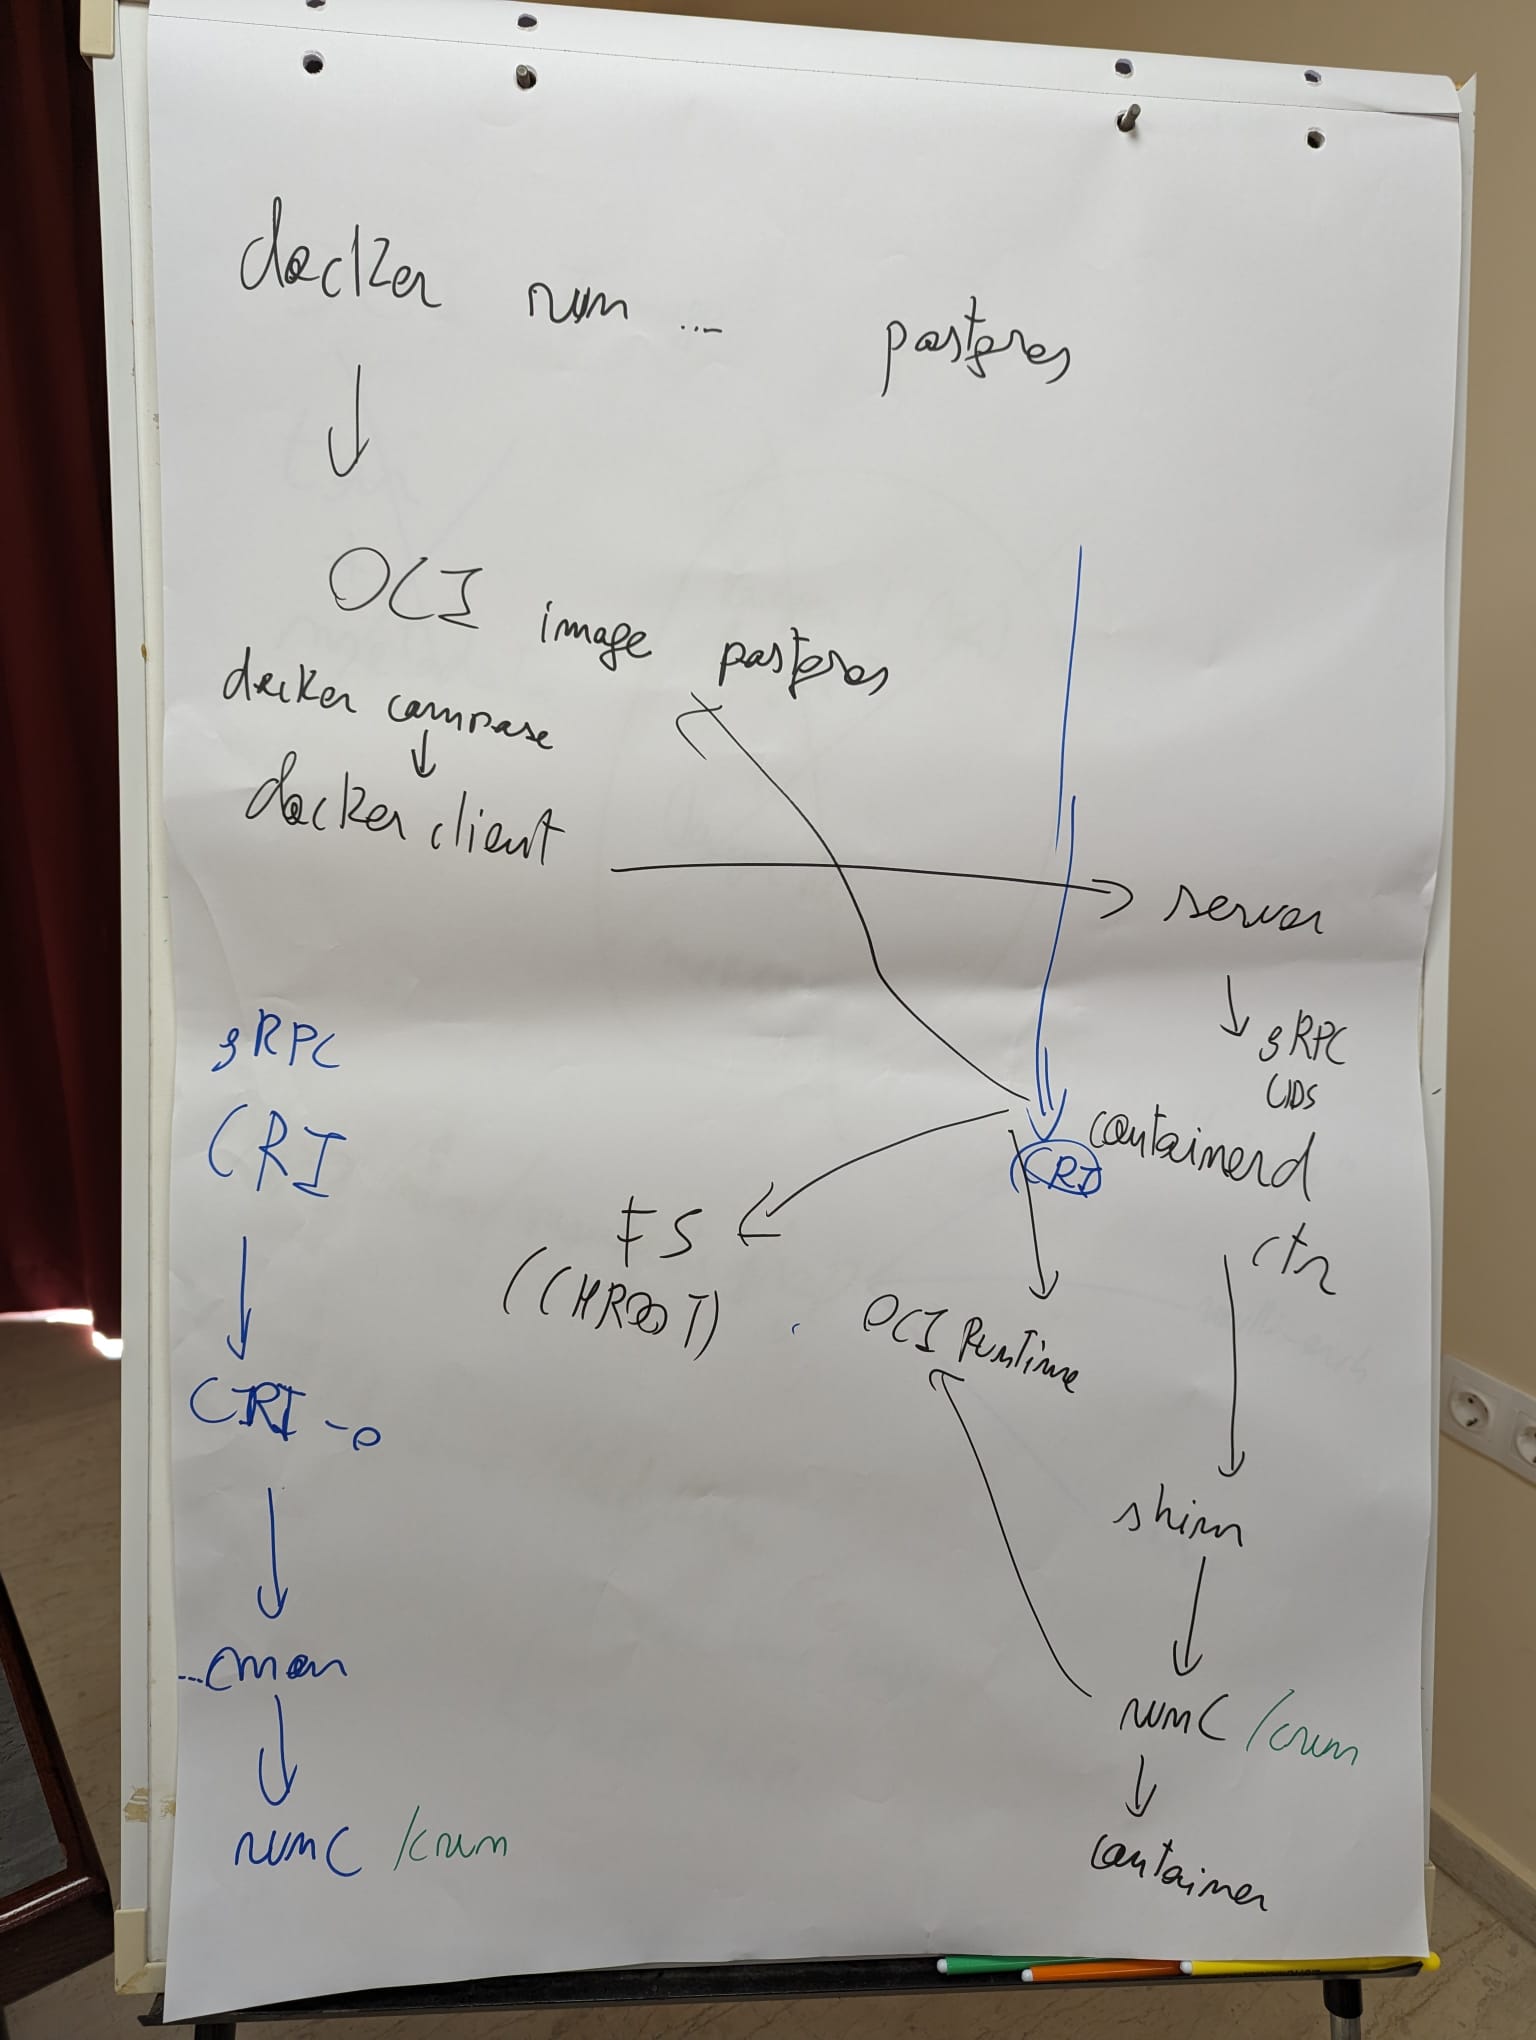 docker run ... postgres
OCI image postgres
docker compose
docker client
server
gRPC
UDS
gRPC
CRI
containerd
(CRI)
ctr
FS
(CHROOT)
OCI Runtime
CRI-o
shim
...cmon
runC /crun
runC /crun
container